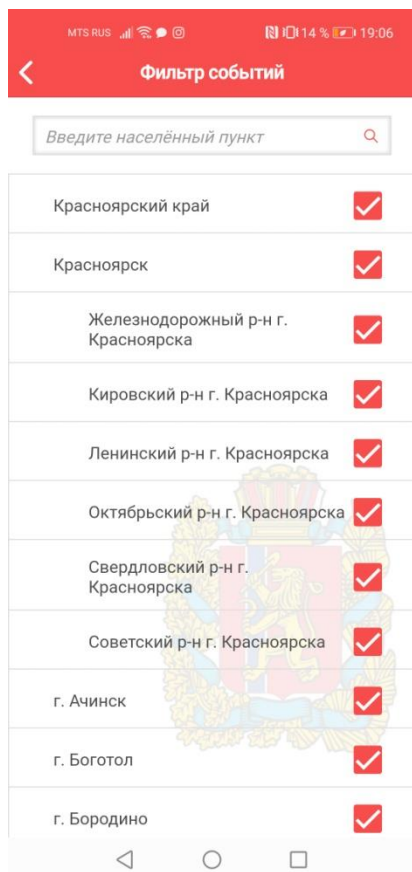 MTS RUS 14 % 19:06
Фильтр событий
Введите населённый пункт
Красноярский край
Красноярск
Железнодорожный р-н г.
Красноярска
Кировский р-н г. Красноярска
Ленинский р-н г. Красноярска
Октябрьский р-н г. Красноярска
Свердловский р-н г.
Красноярска
Советский р-н г. Красноярска
г. Ачинск
г. Боготол
г. Бородино